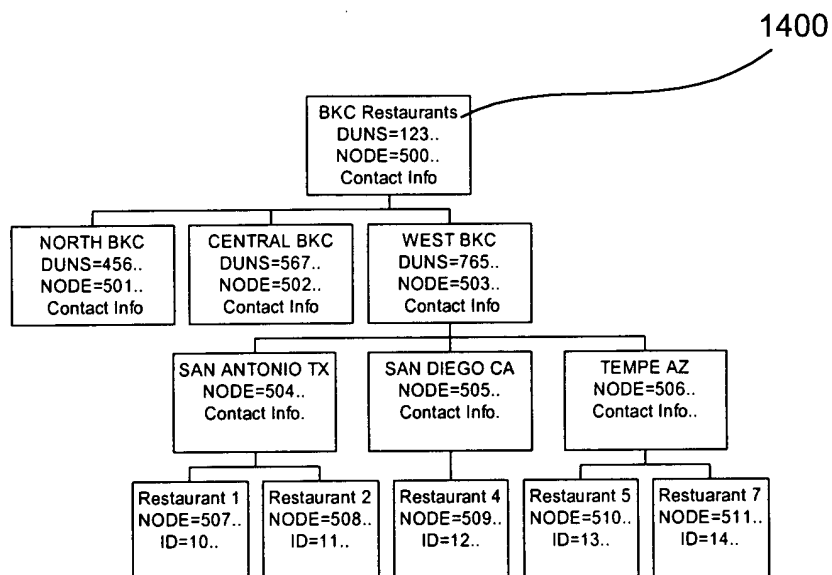 1400
BKC Restaurants
DUNS=123..
NODE=500..
Contact Info
NORTH BKC
DUNS=456..
NODE=501..
Contact Info
CENTRAL BKC
DUNS=567..
NODE=502..
Contact Info
WEST BKC
DUNS=765..
NODE=503..
Contact Info
SAN ANTONIO TX
NODE=504..
Contact Info.
SAN DIEGO CA
NODE=505..
Contact Info.
TEMPE AZ
NODE=506..
Contact Info..
Restaurant 1
NODE=507..
ID=10..
Restaurant 2
NODE=508..
ID=11..
Restaurant 4
NODE=509..
ID=12..
Restaurant 5
NODE=510..
ID=13..
Restuarant 7
NODE=511..
ID=14..